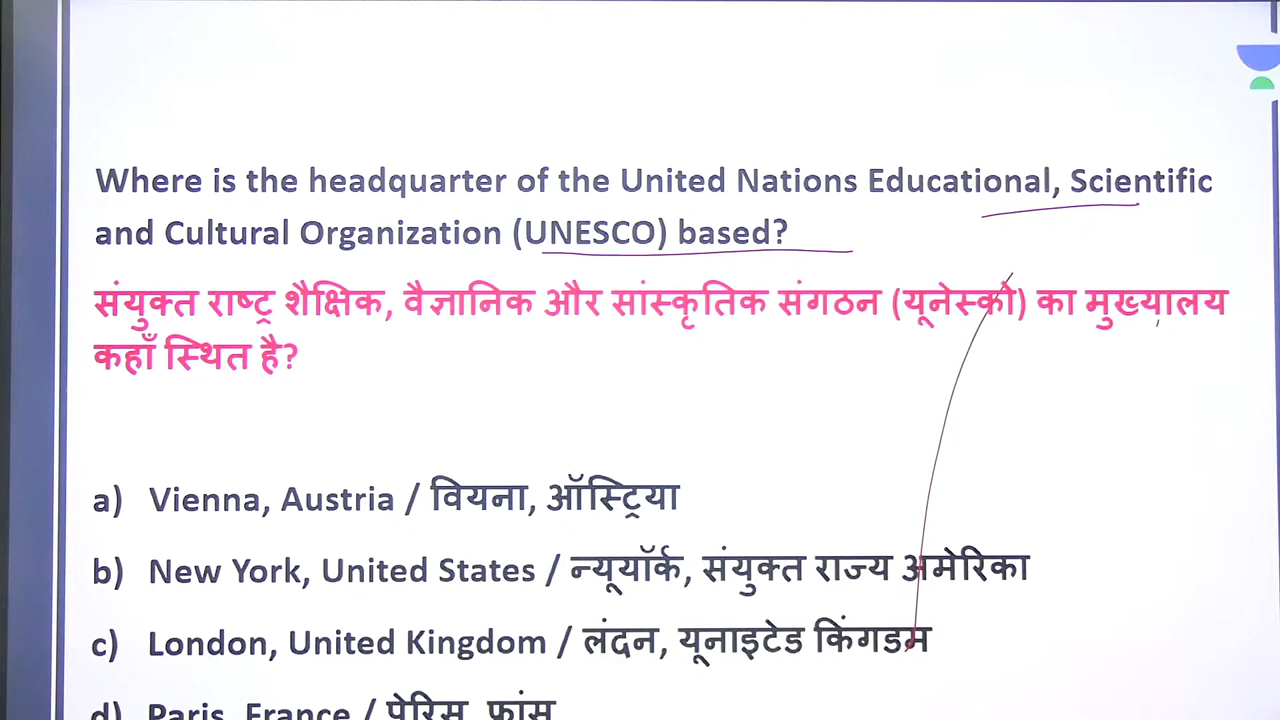 Where is the headquarter of the United Nations Educational, Scientific
and Cultural Organization (UNESCO) based?
संयुक्त राष्ट्र शैक्षिक, वैज्ञानिक और सांस्कृतिक संगठन (यूनेस्को) का मुख्यालय
कहाँ स्थित है?
a) Vienna, Austria / वियना, ऑस्ट्रिया
b) New York, United States / न्यूयॉर्क, संयुक्त राज्य अमेरिका
c) London, United Kingdom / लंदन, यूनाइटेड किंगडम
d) Paris, France / पेरिस, फ्रांस